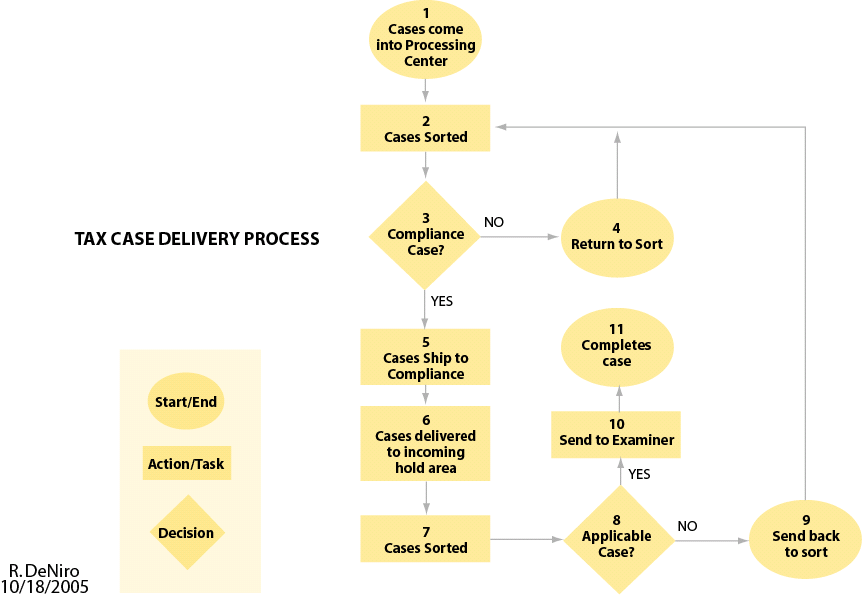 1
Cases come
into Processing
Center
2
Cases Sorted
3
Compliance
Case?
NO
4
Return to Sort
TAX CASE DELIVERY PROCESS
YES
5
Cases Ship to
Compliance
11
Completes
case
6
Cases delivered
to incoming
hold area
10
Send to Examiner
YES
7
Cases Sorted
8
Applicable
Case?
NO
9
Send back
to sort
Start/End
Action/Task
Decision
R. DeNiro
10/18/2005